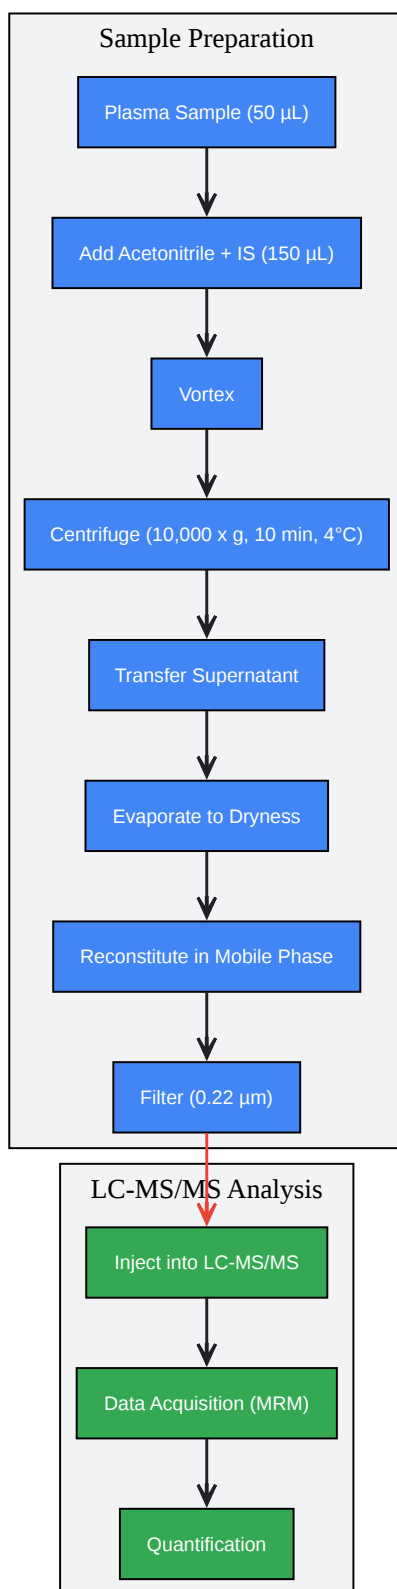 Sample Preparation
Plasma Sample (50 µL)
Add Acetonitrile + IS (150 µL)
Vortex
Centrifuge (10,000 x g, 10 min, 4°C)
Transfer Supernatant
Evaporate to Dryness
Reconstitute in Mobile Phase
Filter (0.22 µm)
LC-MS/MS Analysis
Inject into LC-MS/MS
Data Acquisition (MRM)
Quantification